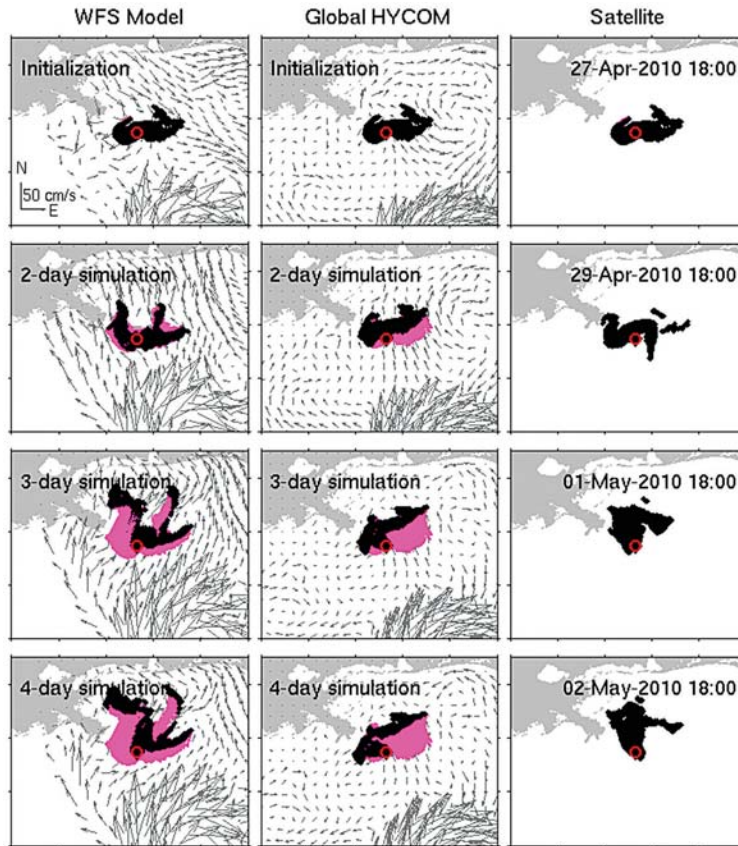 WFS Model Global HYCOM Satellite
Initialization Initialization 27-Apr-2010 18:00
N
50 cm/s
E
2-day simulation 2-day simulation 29-Apr-2010 18:00
3-day simulation 3-day simulation 01-May-2010 18:00
4-day simulation 4-day simulation 02-May-2010 18:00